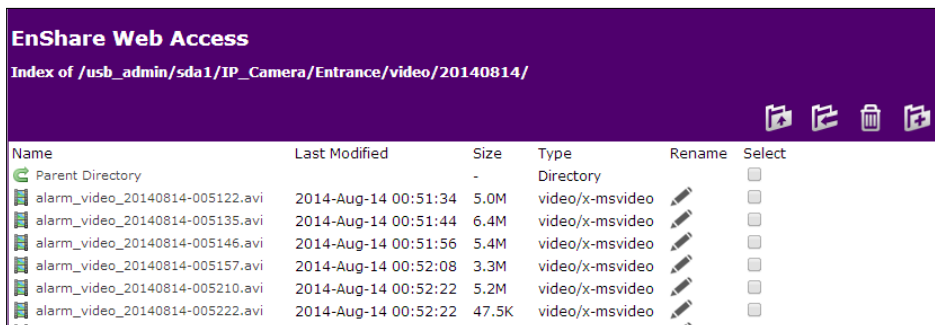 EnShare Web Access
Index of /usb_admin/sda1/IP_Camera/Entrance/video/20140814/
Name Last Modified Size Type Rename Select
Parent Directory - Directory
alarm_video_20140814-005122.avi 2014-Aug-14 00:51:34 5.0M video/x-msvideo
alarm_video_20140814-005135.avi 2014-Aug-14 00:51:44 6.4M video/x-msvideo
alarm_video_20140814-005146.avi 2014-Aug-14 00:51:56 5.4M video/x-msvideo
alarm_video_20140814-005157.avi 2014-Aug-14 00:52:08 3.3M video/x-msvideo
alarm_video_20140814-005210.avi 2014-Aug-14 00:52:22 5.2M video/x-msvideo
alarm_video_20140814-005222.avi 2014-Aug-14 00:52:22 47.5K video/x-msvideo